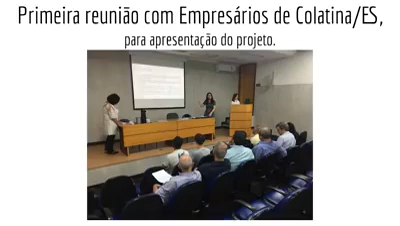 Primeira reunião com Empresários de Colatina/ES,
para apresentação do projeto.